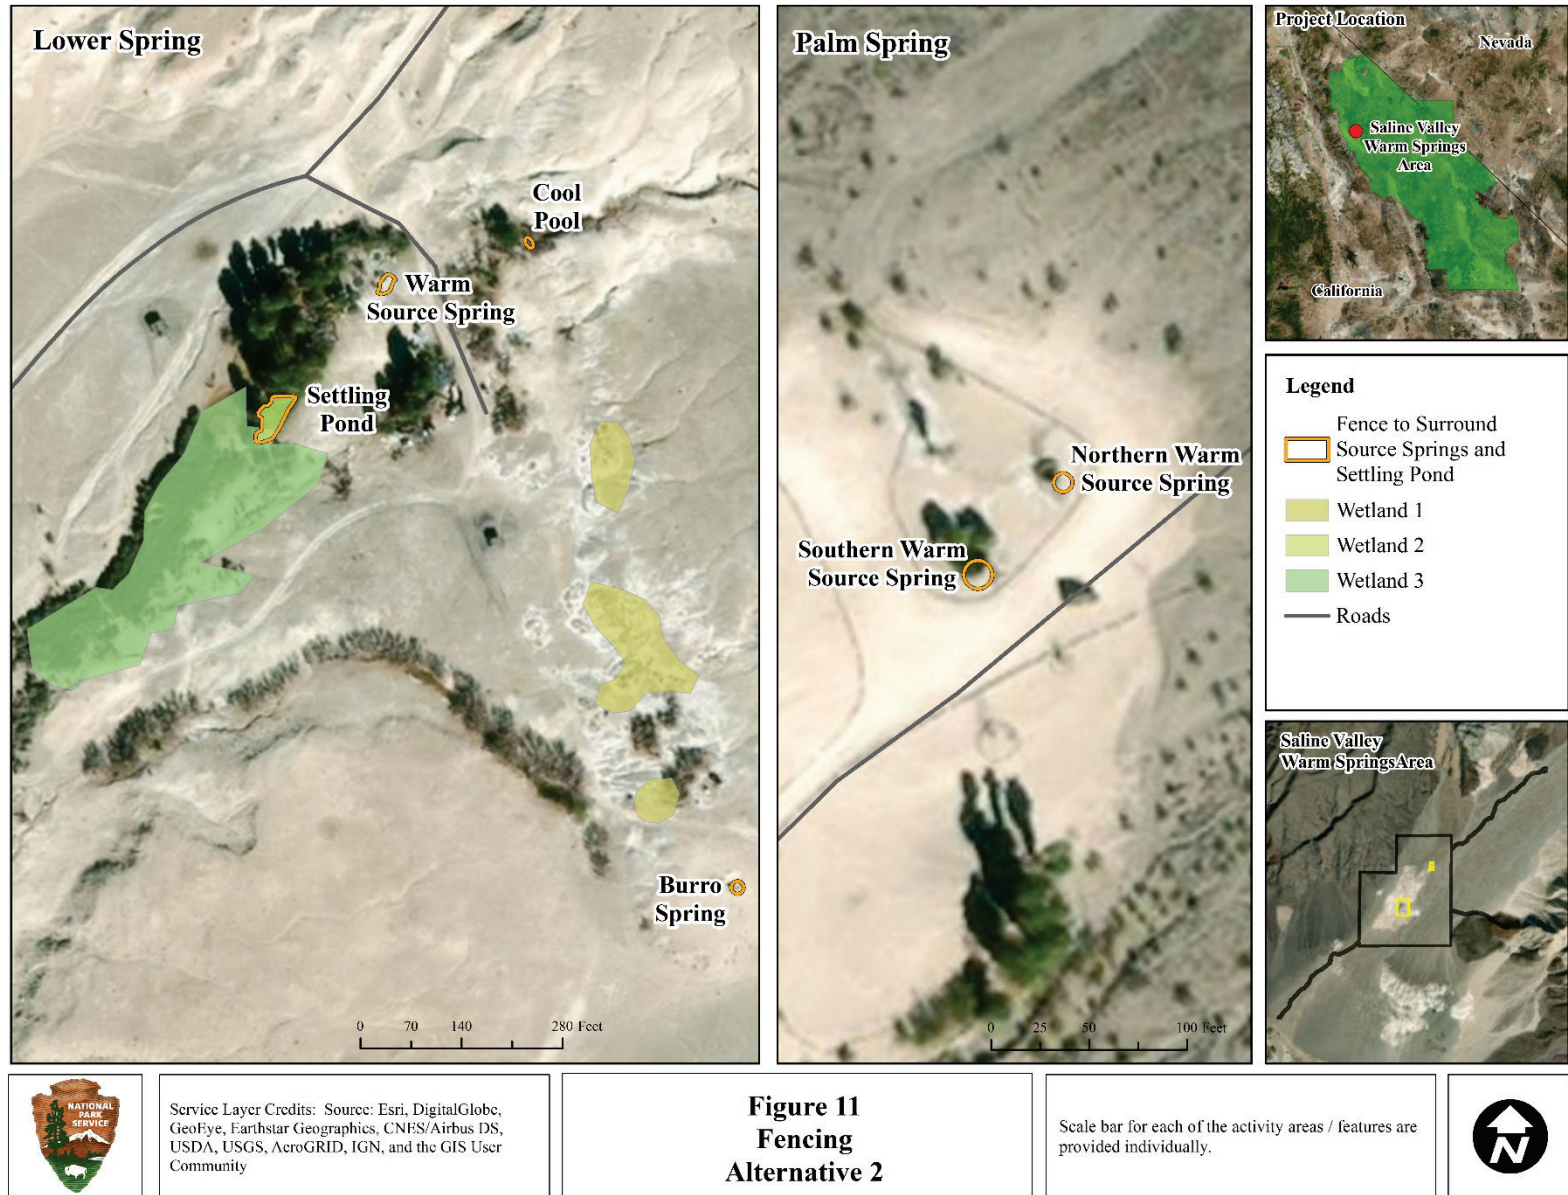 Lower Spring
Cool
Pool
Warm
Source Spring
Settling
Pond
Burro
Spring
0 70 140 280 Feet
Palm Spring
Northern Warm
Source Spring
Southern Warm
Source Spring
0 25 50 100 Feet
Project Location
Nevada
Saline Valley
Warm Springs
Area
California
Legend
Fence to Surround
Source Springs and
Settling Pond
Wetland 1
Wetland 2
Wetland 3
Roads
Saline Valley
Warm SpringsArea
NATIONAL
PARK
SERVICE
Service Layer Credits: Source: Esri, DigitalGlobe,
GeoEye, Earthstar Geographics, CNES/Airbus DS,
USDA, USGS, AeroGRID, IGN, and the GIS User
Community
Figure 11
Fencing
Alternative 2
Scale bar for each of the activity areas / features are
provided individually.
N